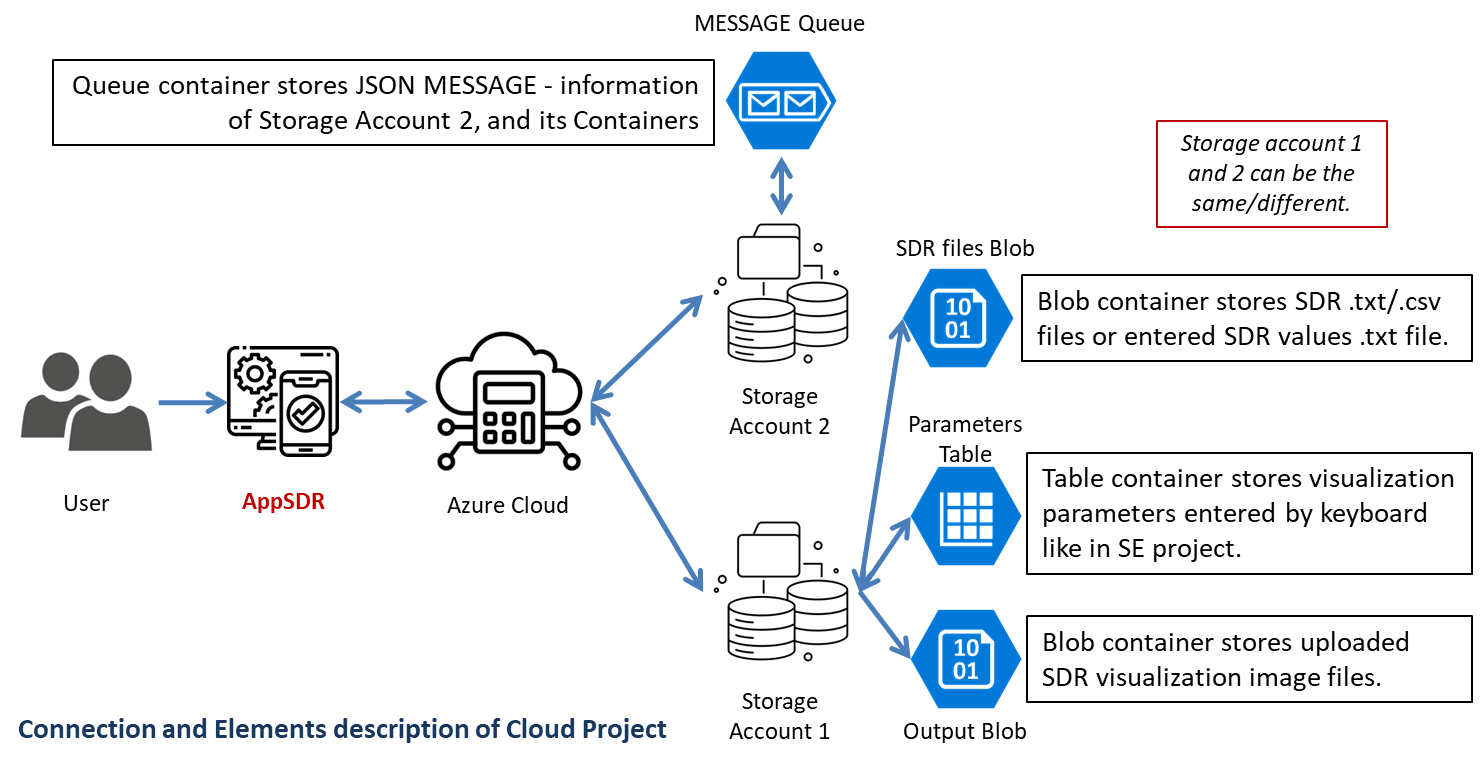 MESSAGE Queue
Queue container stores JSON MESSAGE - information
of Storage Account 2, and its Containers
Storage account 1
and 2 can be the
same/different.
SDR files Blob
10
01
Blob container stores SDR .txt/.csv
files or entered SDR values .txt file.
Storage
Account 2
Parameters
Table
Table container stores visualization
parameters entered by keyboard
like in SE project.
User
AppSDR
Azure Cloud
10
01
Blob container stores uploaded
SDR visualization image files.
Storage
Account 1
Output Blob
Connection and Elements description of Cloud Project